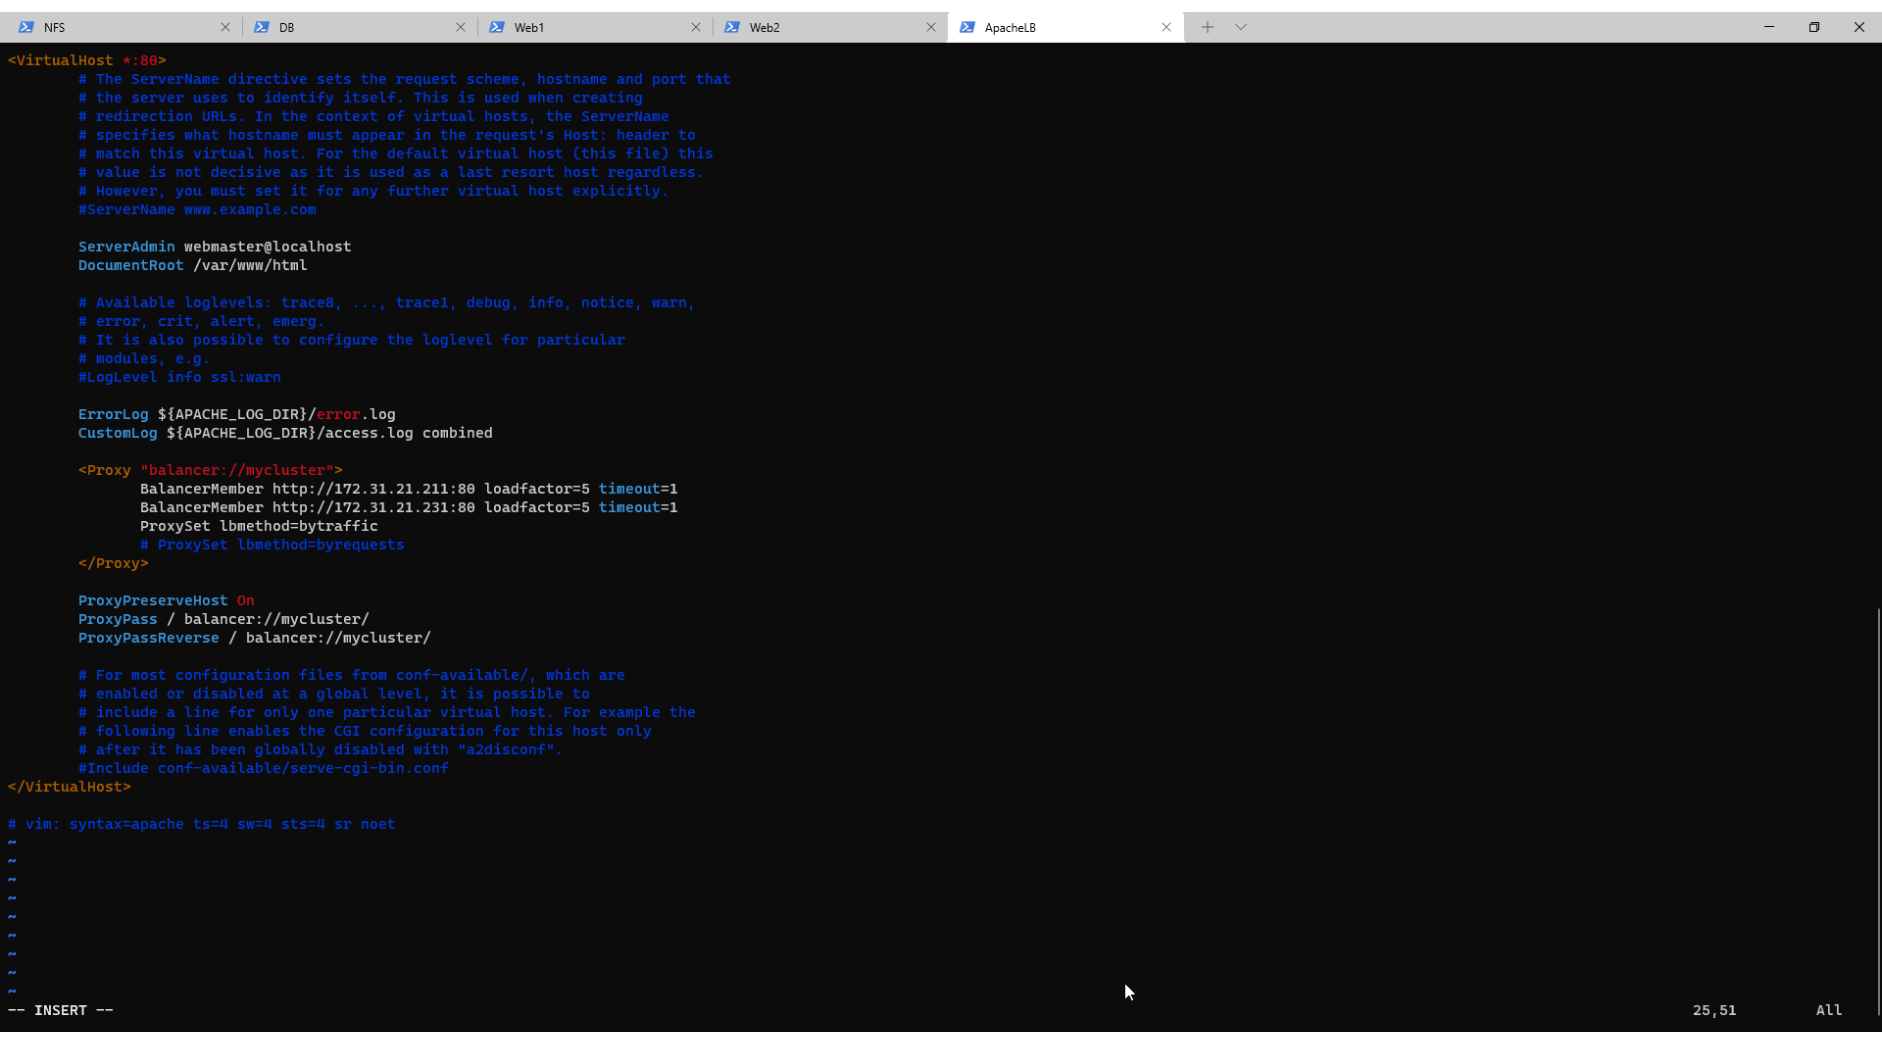 NFS DB Web1 Web2 ApacheLB
<VirtualHost *:80>
# The ServerName directive sets the request scheme, hostname and port that
# the server uses to identify itself. This is used when creating
# redirection URLs. In the context of virtual hosts, the ServerName
# specifies what hostname must appear in the request's Host: header to
# match this virtual host. For the default virtual host (this file) this
# value is not decisive as it is used as a last resort host regardless.
# However, you must set it for any further virtual host explicitly.
#ServerName www.example.com
ServerAdmin webmaster@localhost
DocumentRoot /var/www/html
# Available loglevels: trace8, ..., trace1, debug, info, notice, warn,
# error, crit, alert, emerg.
# It is also possible to configure the loglevel for particular
# modules, e.g.
#LogLevel info ssl:warn
ErrorLog ${APACHE_LOG_DIR}/error.log
CustomLog ${APACHE_LOG_DIR}/access.log combined
<Proxy "balancer://mycluster">
BalancerMember http://172.31.21.211:80 loadfactor=5 timeout=1
BalancerMember http://172.31.21.231:80 loadfactor=5 timeout=1
ProxySet lbmethod=bytraffic
# ProxySet lbmethod=byrequests
</Proxy>
ProxyPreserveHost On
ProxyPass / balancer://mycluster/
ProxyPassReverse / balancer://mycluster/
# For most configuration files from conf-available/, which are
# enabled or disabled at a global level, it is possible to
# include a line for only one particular virtual host. For example the
# following line enables the CGI configuration for this host only
# after it has been globally disabled with "a2disconf".
#Include conf-available/serve-cgi-bin.conf
</VirtualHost>
# vim: syntax=apache ts=4 sw=4 sts=4 sr noet
~
~
~
~
~
~
~
~
~
-- INSERT -- 25,51 All